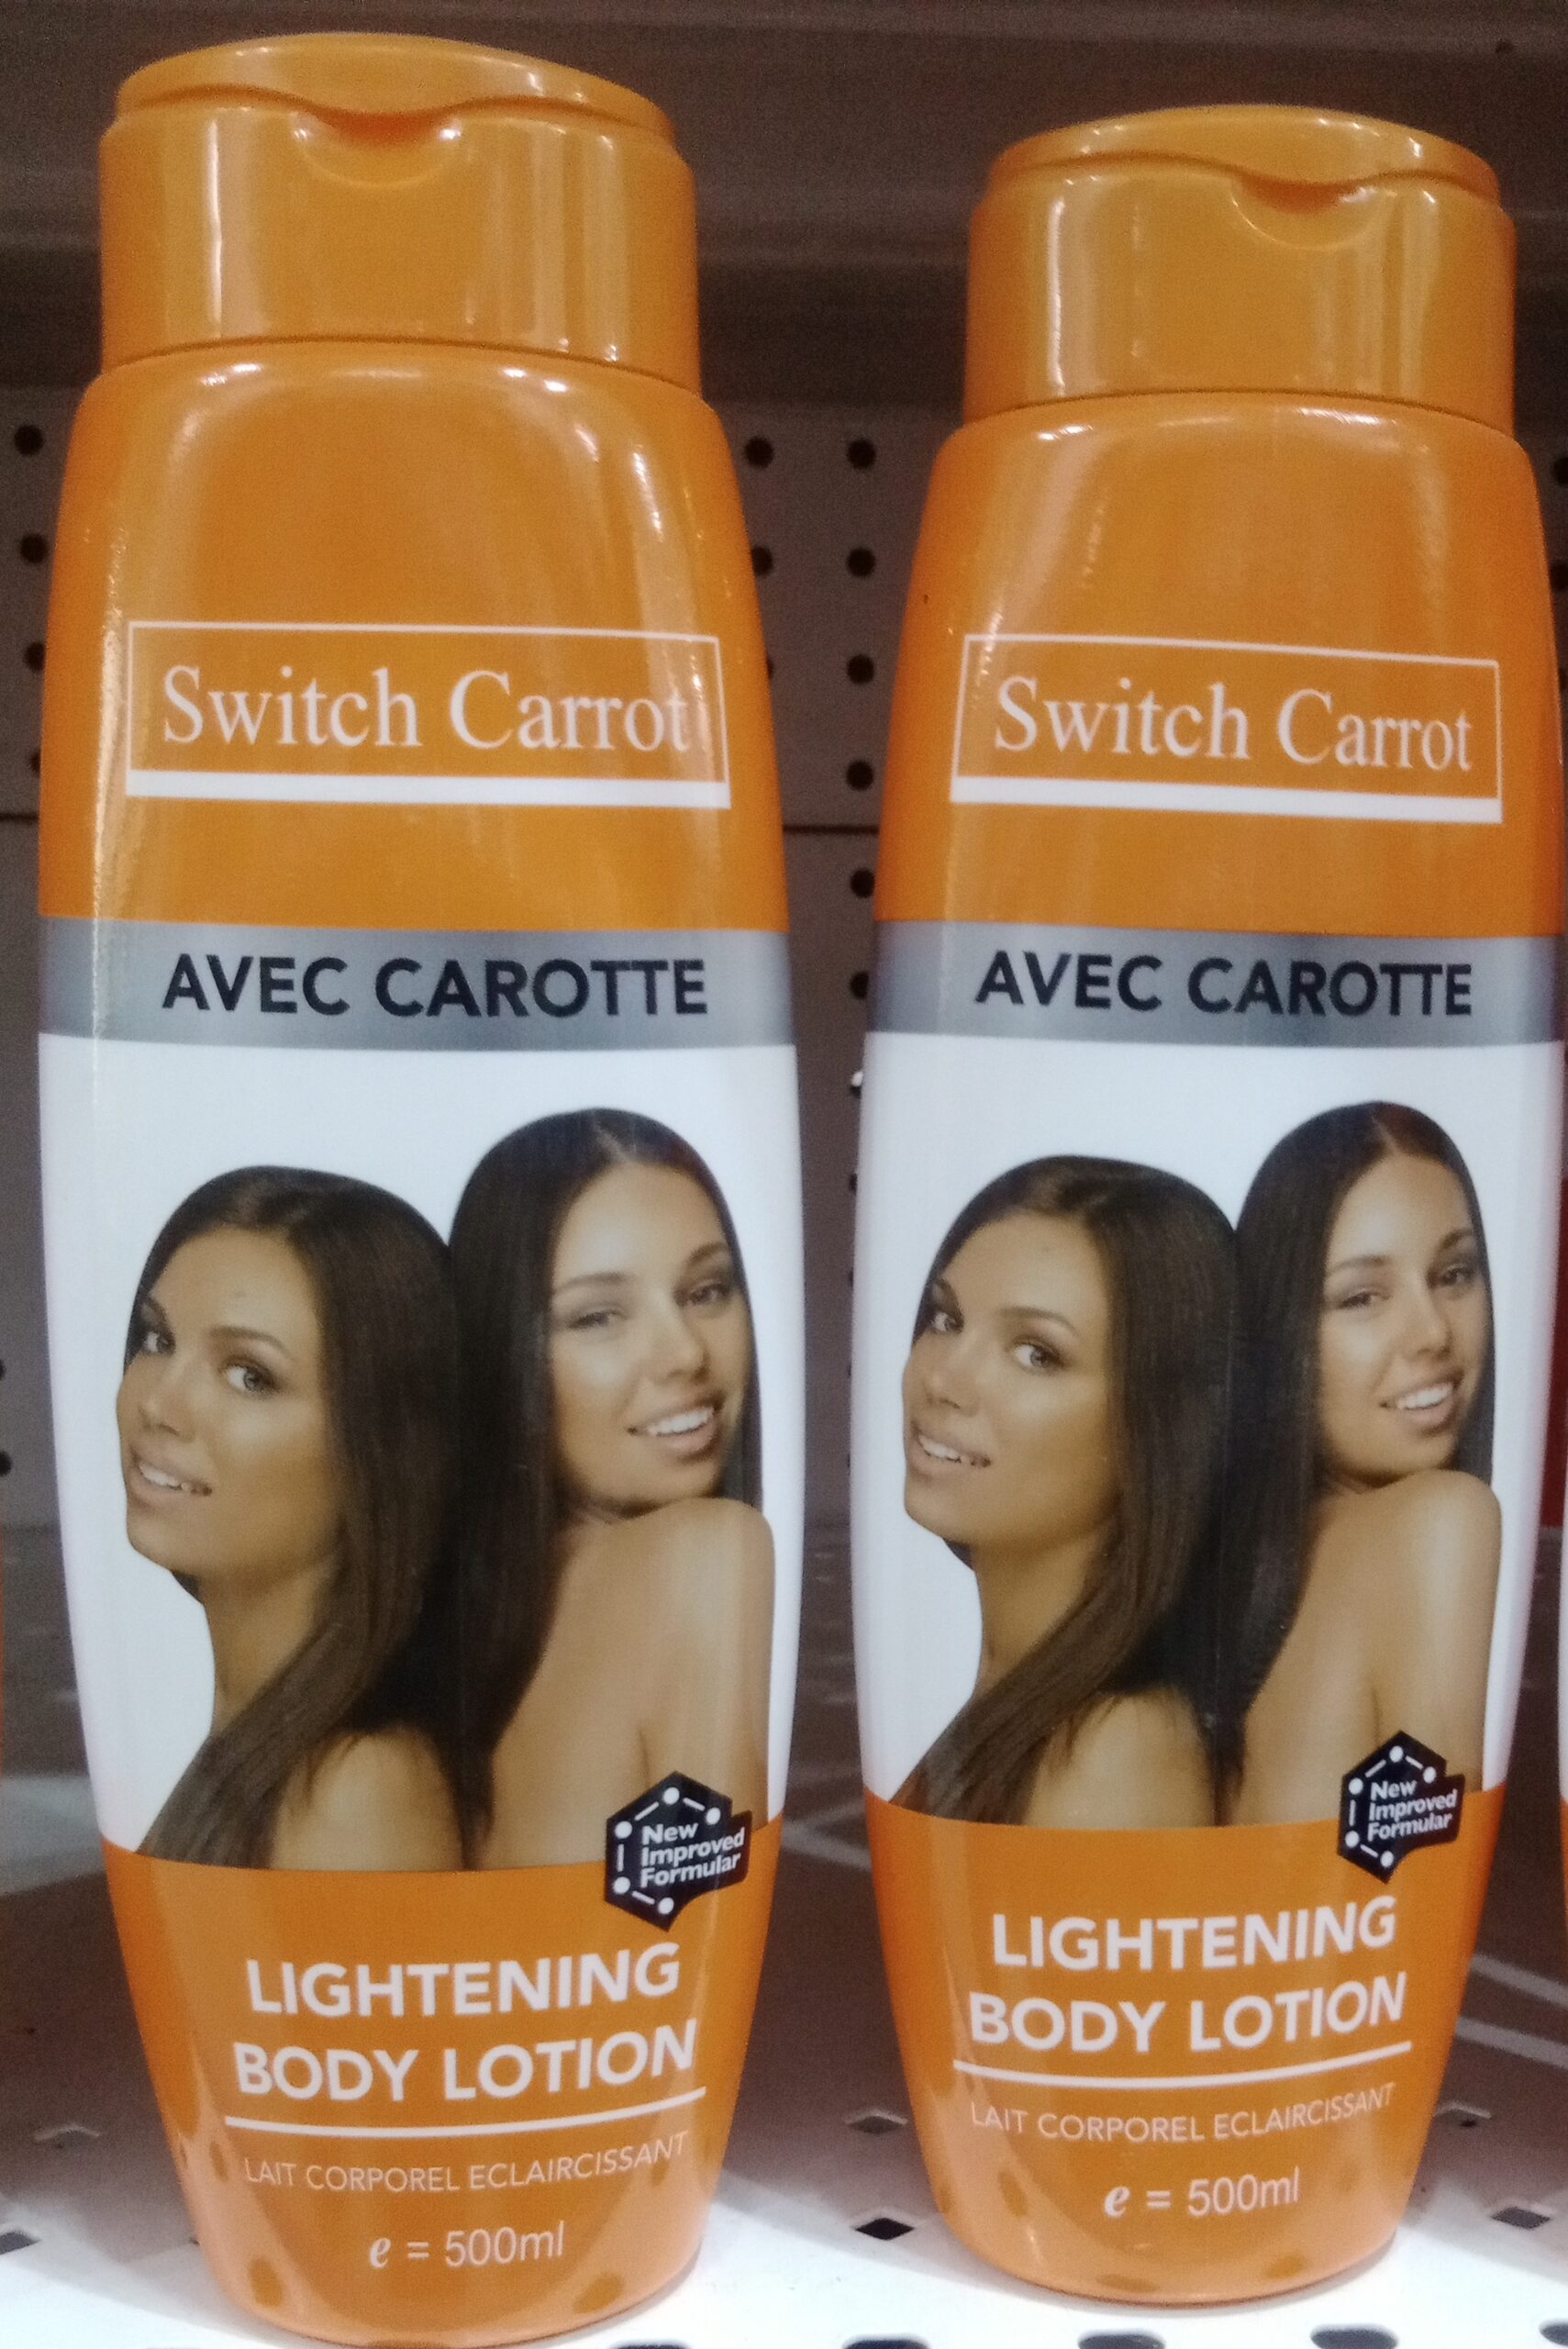 Switch Carrot
AVEC CAROTTE
New
Improved
Formular
LIGHTENING
BODY LOTION
LAIT CORPOREL ECLAIRCISSANT
e = 500ml
Switch Carrot
AVEC CAROTTE
New
Improved
Formular
LIGHTENING
BODY LOTION
LAIT CORPOREL ECLAIRCISSANT
e = 500ml